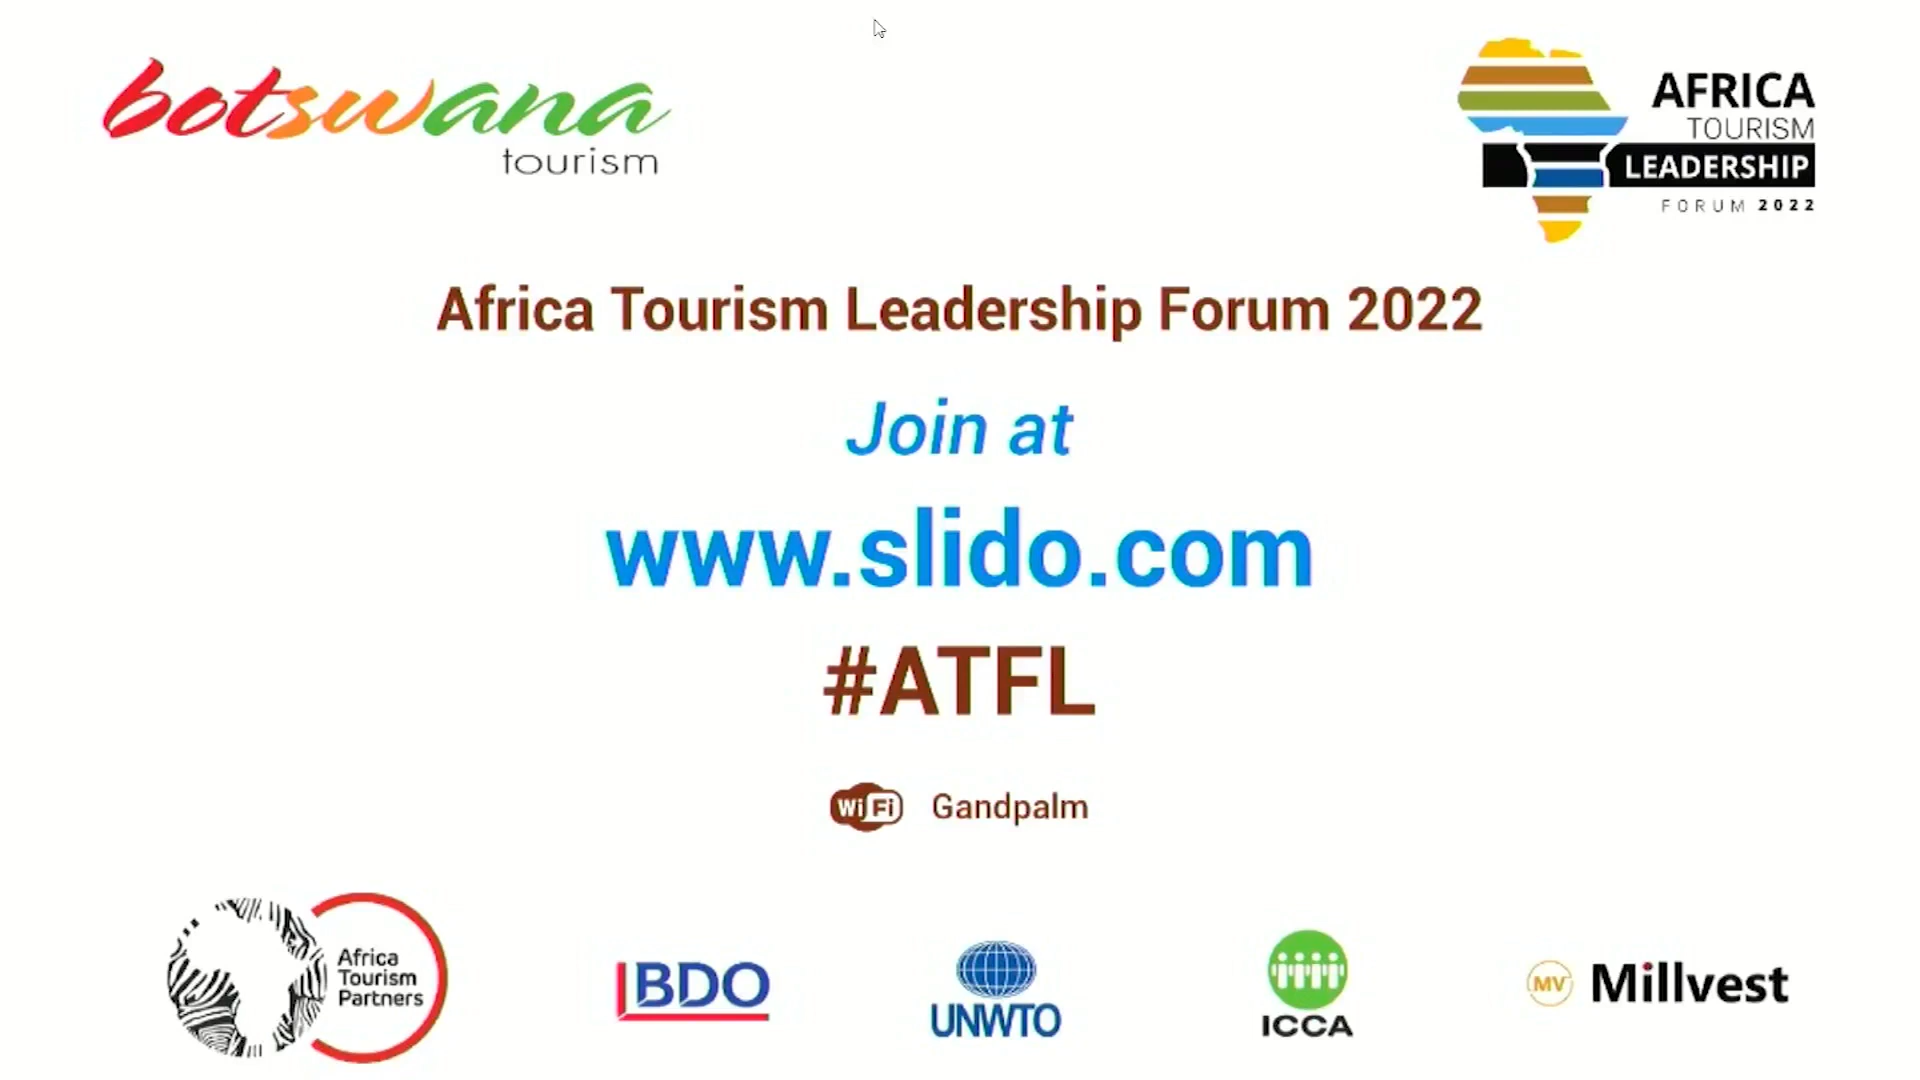 botswana
tourism
AFRICA
TOURISM
LEADERSHIP
FORUM 2022
Africa Tourism Leadership Forum 2022
Join at
www.slido.com
#ATFL
WiFi Gandpalm
Africa
Tourism
Partners
BDO
UNWTO
ICCA
MV Millvest